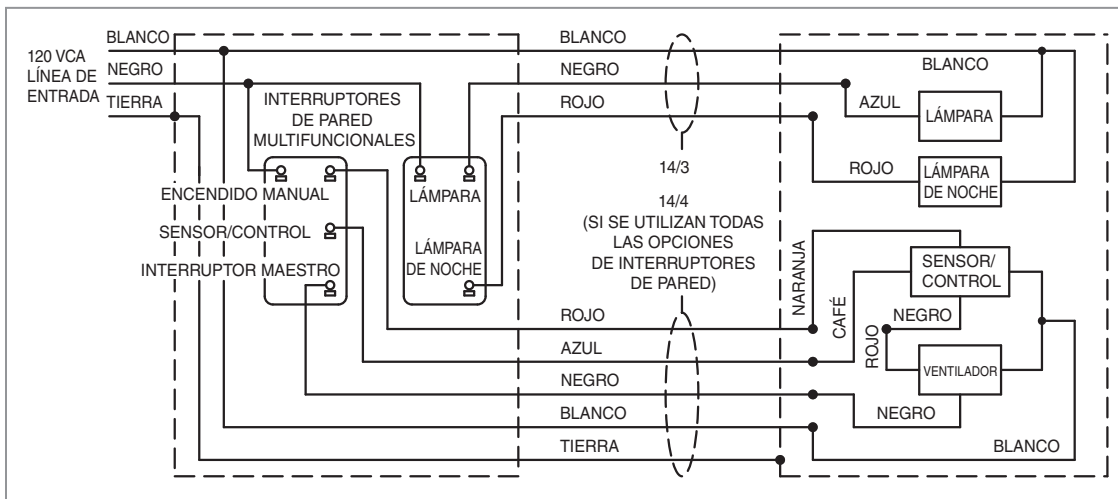 120 VCA
LÍNEA DE
ENTRADA
BLANCO
NEGRO
TIERRA
INTERRUPTORES
DE PARED
MULTIFUNCIONALES
ENCENDIDO MANUAL
SENSOR/CONTROL
INTERRUPTOR MAESTRO
LÁMPARA
LÁMPARA
DE NOCHE
BLANCO
NEGRO
ROJO
14/3
14/4
(SI SE UTILIZAN TODAS
LAS OPCIONES
DE INTERRUPTORES
DE PARED)
ROJO
AZUL
NEGRO
BLANCO
TIERRA
BLANCO
AZUL
LÁMPARA
ROJO
LÁMPARA
DE NOCHE
NARANJA
CAFÉ
SENSOR/
CONTROL
NEGRO
ROJO
VENTILADOR
NEGRO
BLANCO